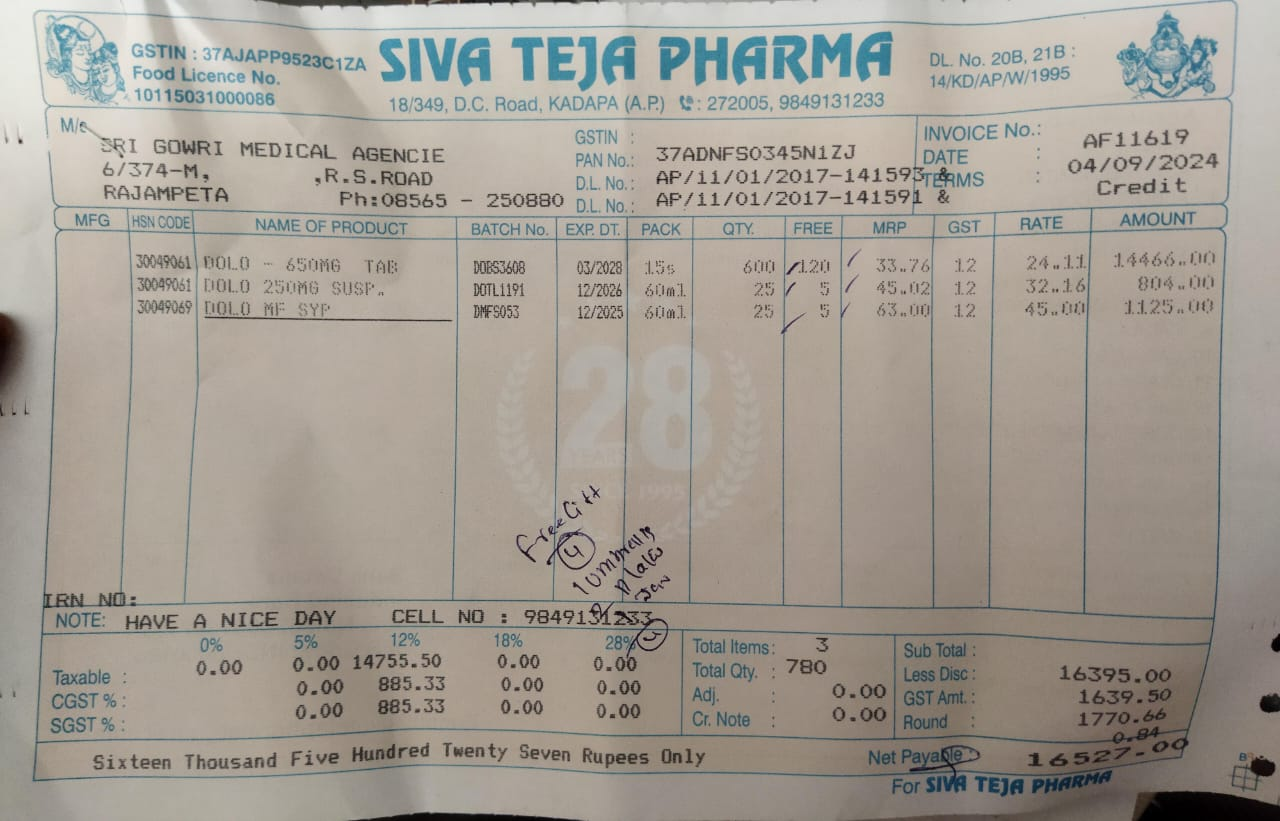 GSTIN : 37AJAPP9523C1ZA
Food Licence No.
10115031000086
SIVA TEJA PHARMA
18/349, D.C. Road, KADAPA (A.P.) : 272005, 9849131233
DL. No. 20B, 21B :
14/KD/AP/W/1995
M/s
SRI GOWRI MEDICAL AGENCIE
6/374-M, ,R.S.ROAD
RAJAMPETA Ph:08565 - 250880
GSTIN :
PAN No.: 37ADNFS0345N1ZJ
D.L. No.: AP/11/01/2017-141593 &
D.L. No.: AP/11/01/2017-141591 &
INVOICE No.: AF11619
DATE : 04/09/2024
TERMS : Credit
MFG HSN CODE NAME OF PRODUCT BATCH No. EXP. DT. PACK QTY. FREE MRP GST RATE AMOUNT
30049061 DOLO - 650MG TAB DOBS3608 03/2028 15s 600 120 33.76 12 24.11 14466.00
30049061 DOLO 250MG SUSP. DOTL1191 12/2026 60ml 25 5 45.02 12 32.16 804.00
30049069 DOLO MF SYP DMFS053 12/2025 60ml 25 5 63.00 12 45.00 1125.00
28
YEARS
SINCE 1995
Free Gift
4
4
IRN NO:
NOTE: HAVE A NICE DAY CELL NO : 9849131233
0% 5% 12% 18% 28%
Taxable : 0.00 0.00 14755.50 0.00 0.00
CGST % : 0.00 885.33 0.00 0.00
SGST % : 0.00 885.33 0.00 0.00
Total Items: 3
Total Qty. : 780
Adj. : 0.00
Cr. Note : 0.00
Sub Total : 16395.00
Less Disc : 1639.50
GST Amt. : 1770.66
Round : 0.84
Sixteen Thousand Five Hundred Twenty Seven Rupees Only
Net Payable : 16527.00
For SIVA TEJA PHARMA